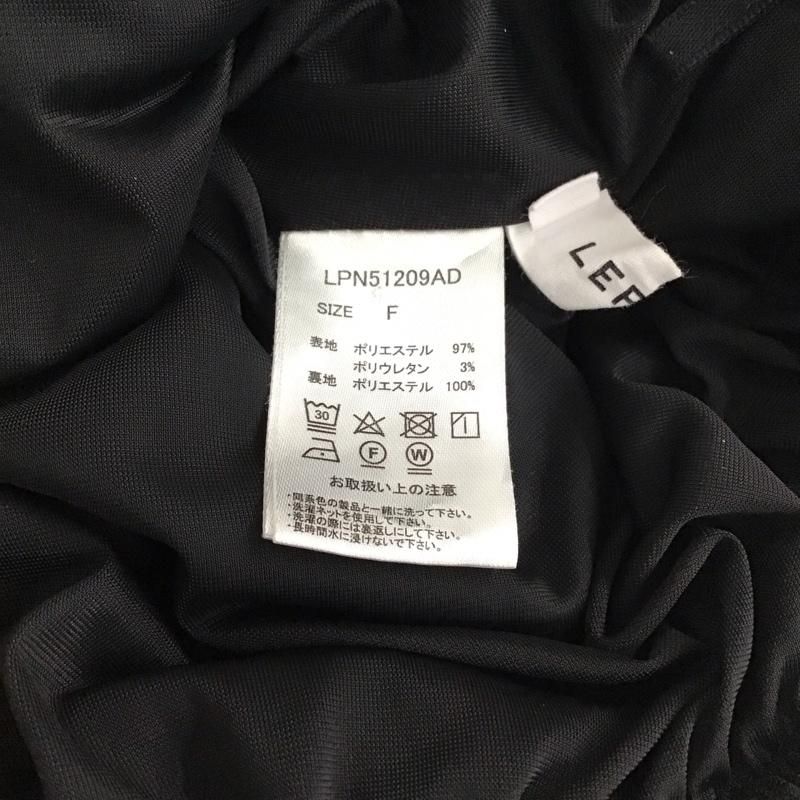 LPN51209AD
SIZE F
表地 ポリエステル 97%
ポリウレタン 3%
裏地 ポリエステル 100%
30
F W
お取扱い上の注意
・同系色の製品と一緒に洗って下さい。
・洗濯ネットを使用して下さい。
・洗濯の際には裏返しにして下さい。
・長時間水に浸けないで下さい。